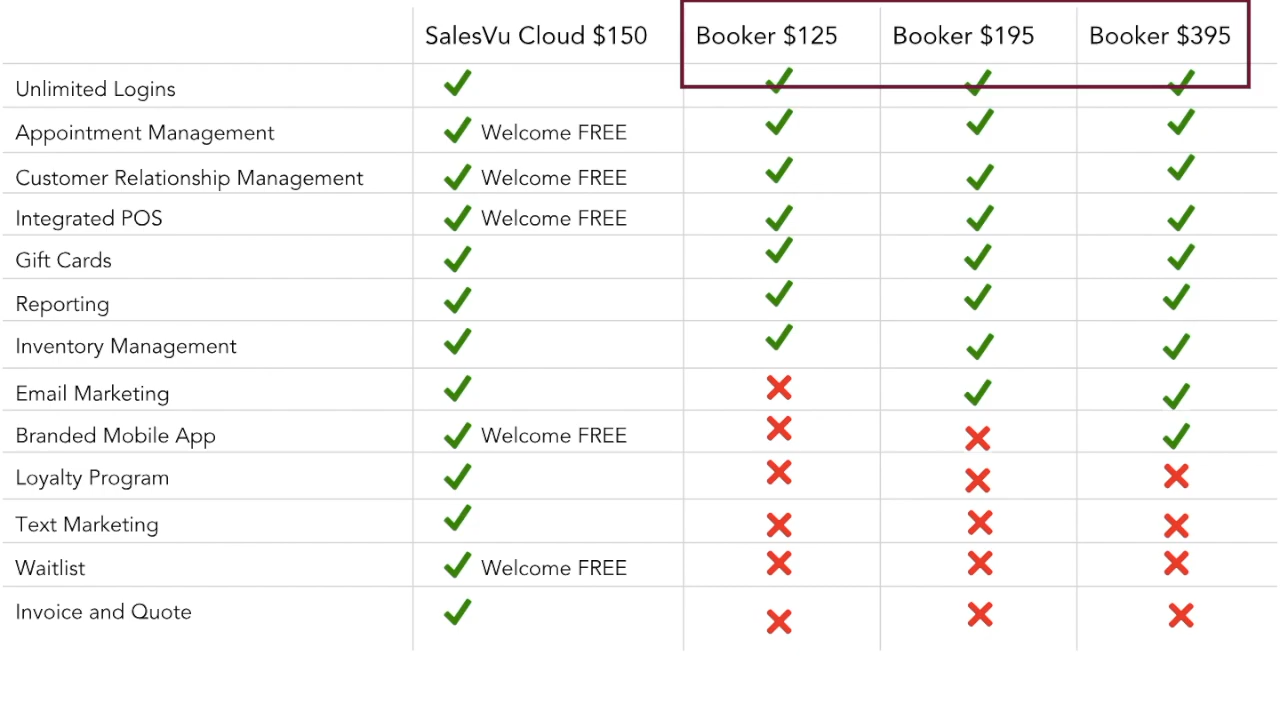 SalesVu Cloud $150 Booker $125 Booker $195 Booker $395
Unlimited Logins
Appointment Management Welcome FREE
Customer Relationship Management Welcome FREE
Integrated POS Welcome FREE
Gift Cards
Reporting
Inventory Management
Email Marketing
Branded Mobile App Welcome FREE
Loyalty Program
Text Marketing
Waitlist Welcome FREE
Invoice and Quote